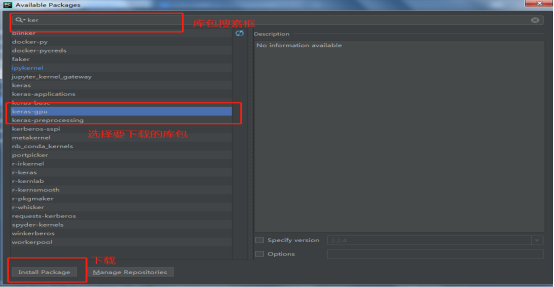 Available Packages
ker
库包搜索框
blinker
docker-py
docker-pycreds
faker
ipykernel
jupyter_kernel_gateway
keras
keras-applications
keras-base
keras-gpu
keras-preprocessing
kerberos-sspi
metakernel
nb_conda_kernels
portpicker
r-irkernel
r-keras
r-kernlab
r-kernsmooth
r-pkgmaker
r-whisker
requests-kerberos
spyder-kernels
winkerberos
workerpool
选择要下载的库包
Description
No information available
Specify version
Options
下载
Install Package
Manage Repositories